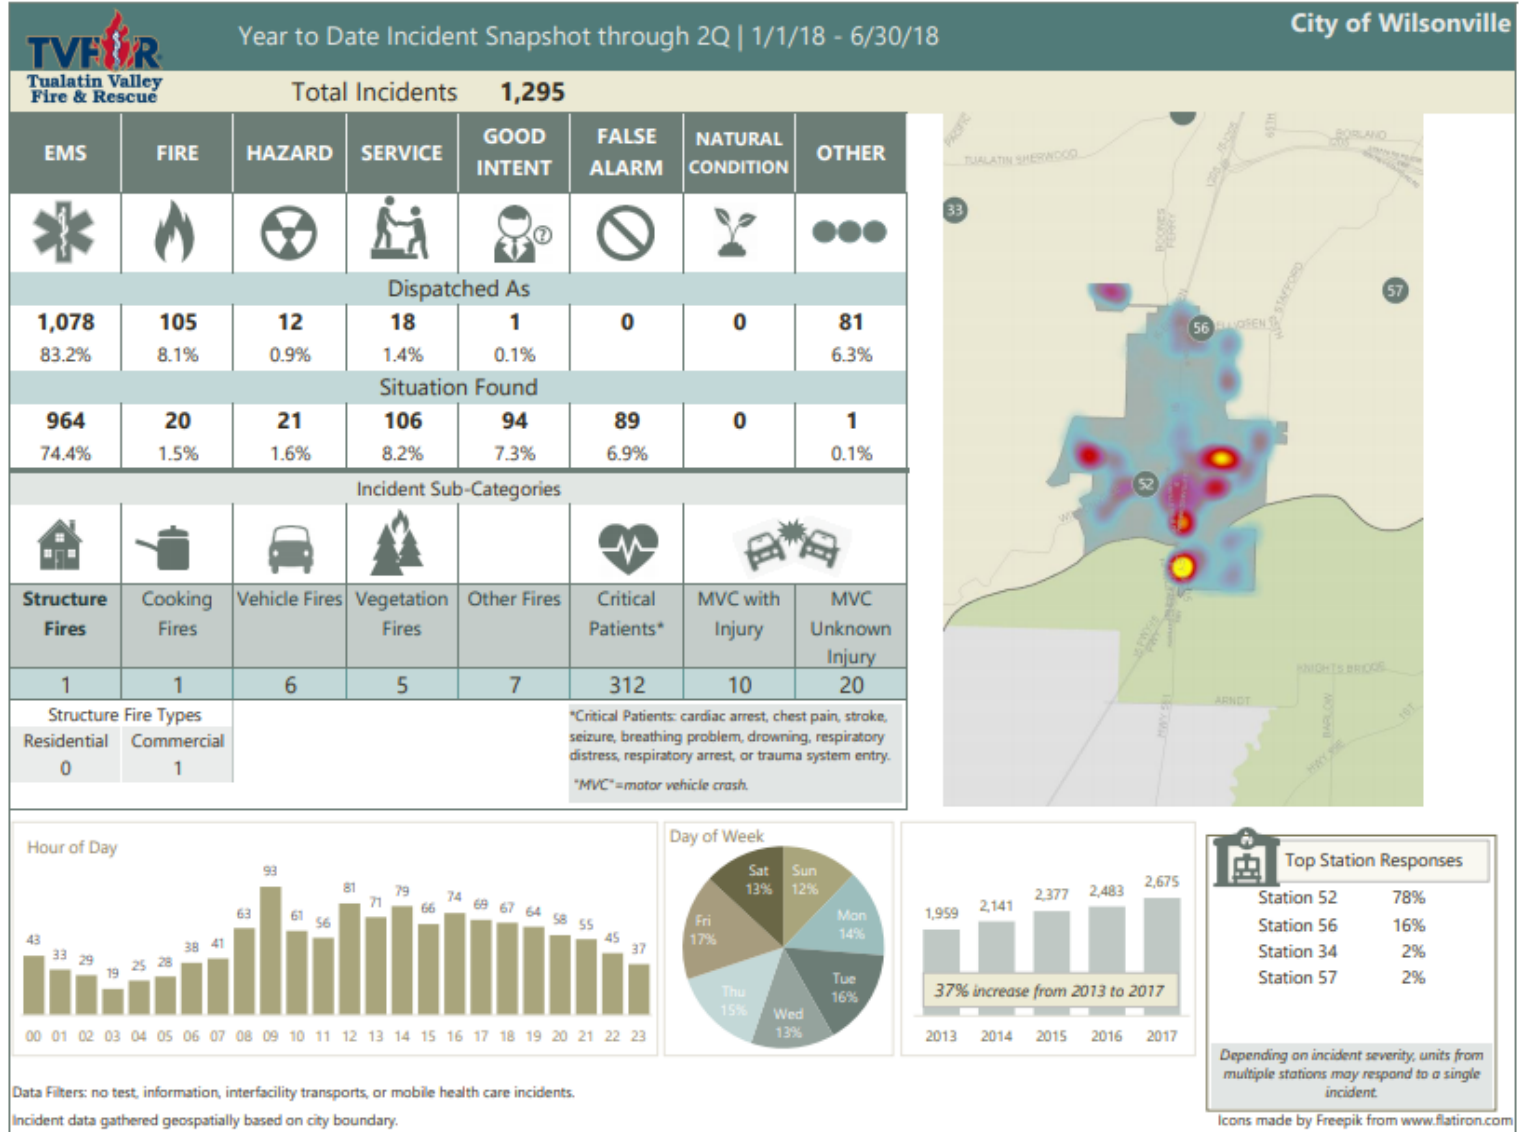 TVF&R
Tualatin Valley
Fire & Rescue
Year to Date Incident Snapshot through 2Q | 1/1/18 - 6/30/18
City of Wilsonville
Total Incidents 1,295
EMS FIRE HAZARD SERVICE GOOD INTENT FALSE ALARM NATURAL CONDITION OTHER
Dispatched As
1,078 105 12 18 1 0 0 81
83.2% 8.1% 0.9% 1.4% 0.1% 6.3%
Situation Found
964 20 21 106 94 89 0 1
74.4% 1.5% 1.6% 8.2% 7.3% 6.9% 0.1%
Incident Sub-Categories
Structure Fires Cooking Fires Vehicle Fires Vegetation Fires Other Fires Critical Patients* MVC with Injury MVC Unknown Injury
1 1 6 5 7 312 10 20
Structure Fire Types
Residential Commercial
0 1
*Critical Patients: cardiac arrest, chest pain, stroke,
seizure, breathing problem, drowning, respiratory
distress, respiratory arrest, or trauma system entry.
"MVC"=motor vehicle crash.
PACIFIC
TUALATIN SHERWOOD
65TH
33
BOONES FERRY
57
56
52
KNIGHTS BRIDGE
ARNDT
BARLOW
Hour of Day
43 33 29 19 25 28 38 41 63 93 61 56 81 71 79 66 74 69 67 64 58 55 45 37
00 01 02 03 04 05 06 07 08 09 10 11 12 13 14 15 16 17 18 19 20 21 22 23
Day of Week
Sun 12%
Mon 14%
Tue 16%
Wed 13%
Thu 15%
Fri 17%
Sat 13%
1,959 2,141 2,377 2,483 2,675
37% increase from 2013 to 2017
2013 2014 2015 2016 2017
Top Station Responses
Station 52 78%
Station 56 16%
Station 34 2%
Station 57 2%
Depending on incident severity, units from
multiple stations may respond to a single
incident.
Data Filters: no test, information, interfacility transports, or mobile health care incidents.
Incident data gathered geospatially based on city boundary.
Icons made by Freepik from www.flatiron.com